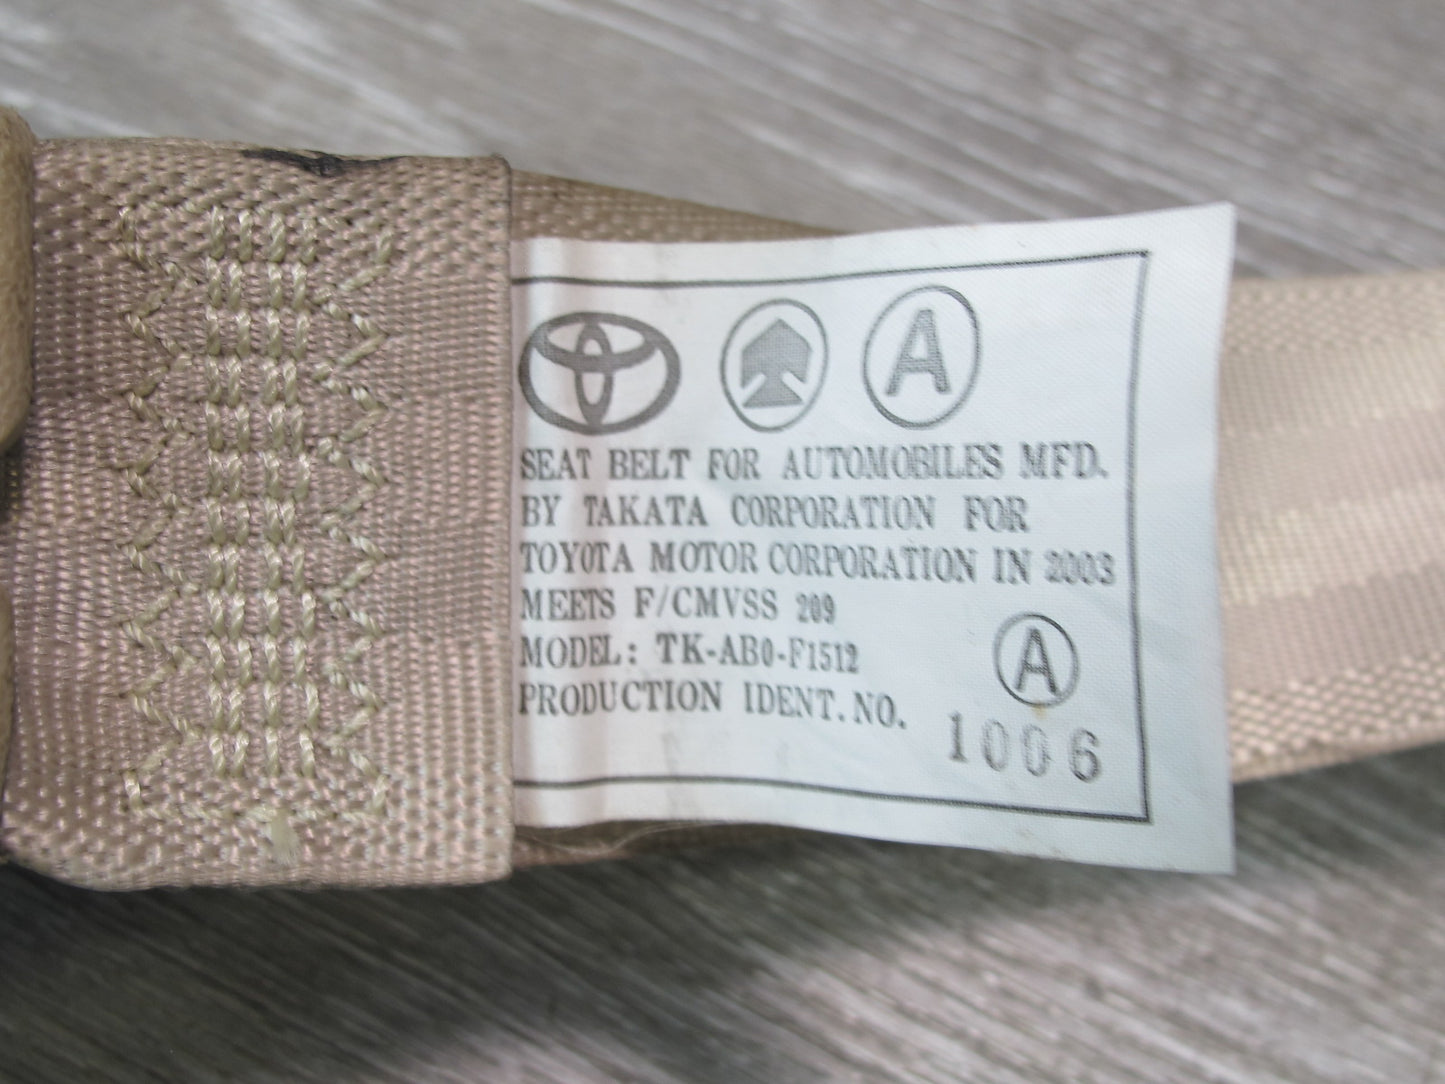 A
SEAT BELT FOR AUTOMOBILES MFD.
BY TAKATA CORPORATION FOR
TOYOTA MOTOR CORPORATION IN 2003
MEETS F/CMVSS 209
MODEL: TK-AB0-F1512
A
PRODUCTION IDENT. NO.
1006